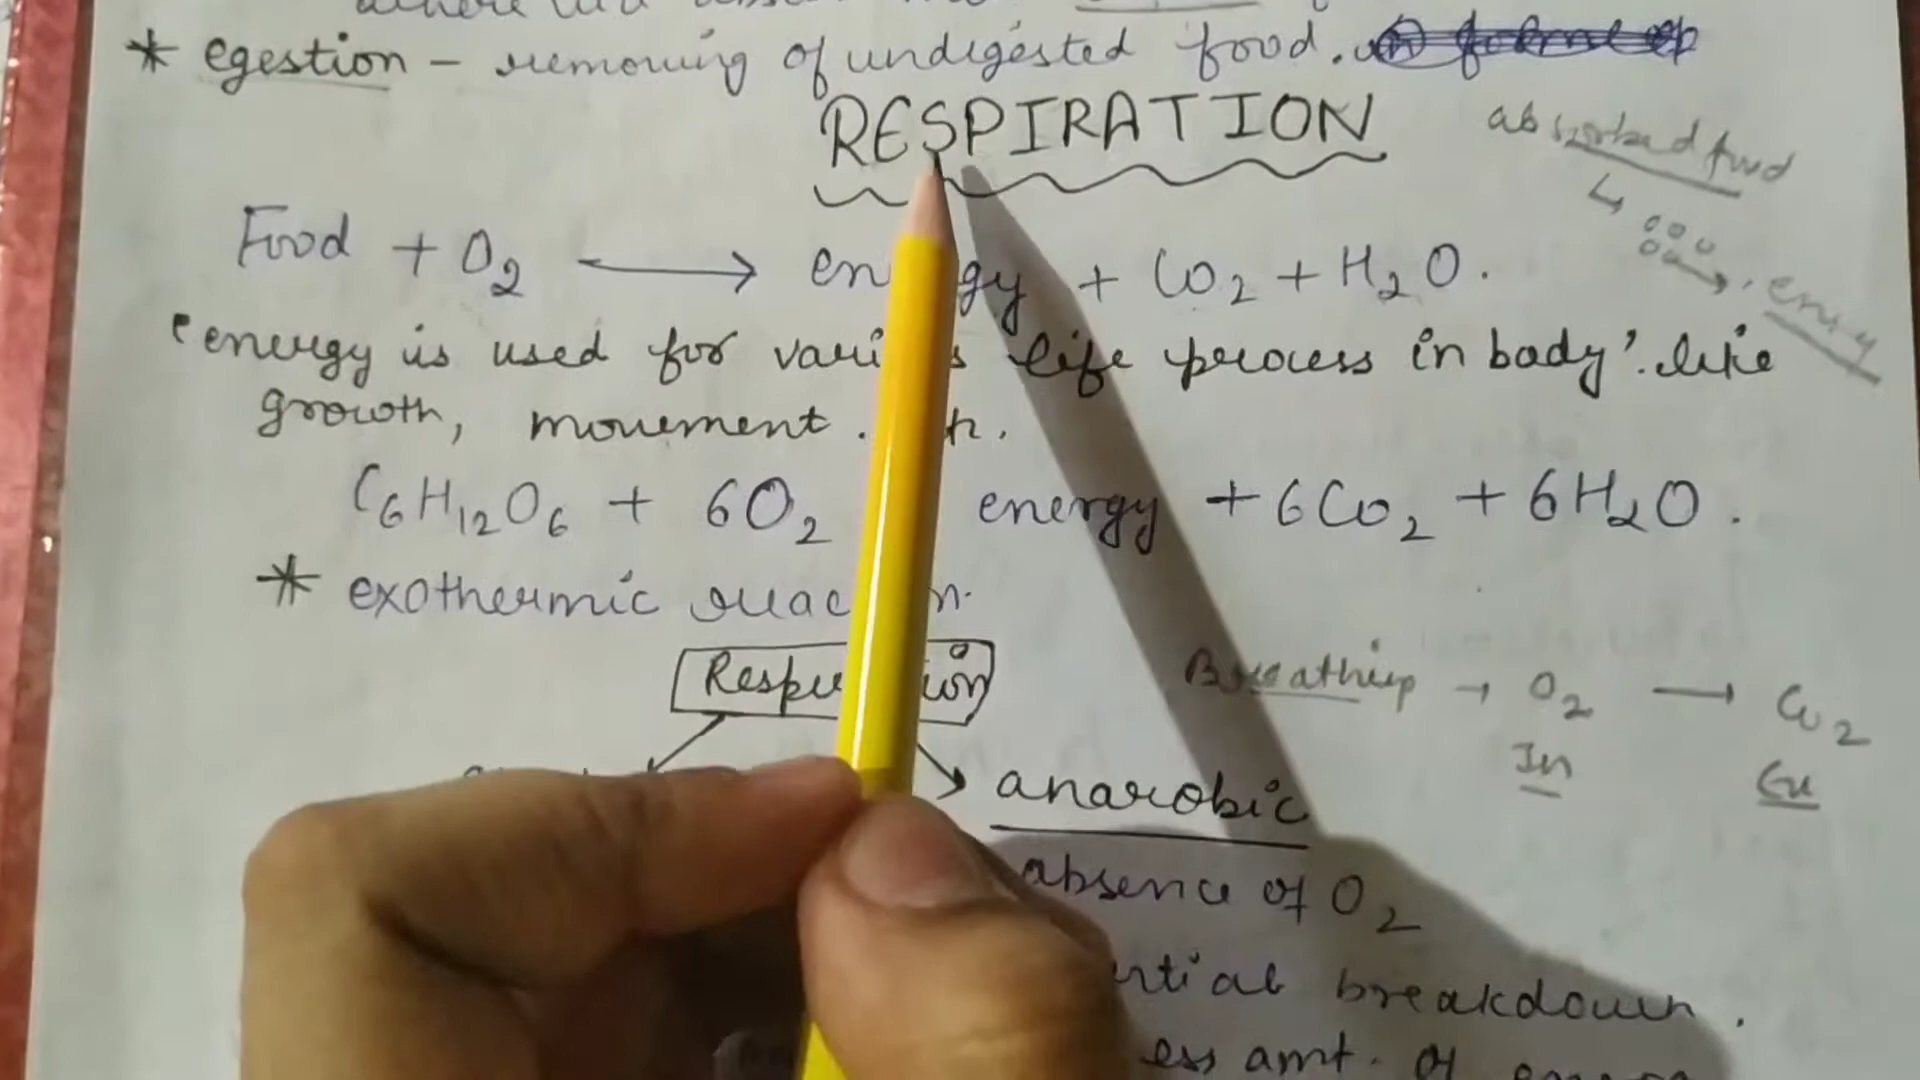 * egestion - removing of undigested food.
RESPIRATION
absorbed food
Food + O2 ⟶ en gy + CO2 + H2O.
energy
'energy is used for vari s life process in body'. like
growth, movement.
C6H12O6 + 6O2 energy + 6CO2 + 6H2O.
* exothermic reac n.
Breathing → O2 ⟶ CO2
In
anarobic
absence of O2
breakdown.
amt. of